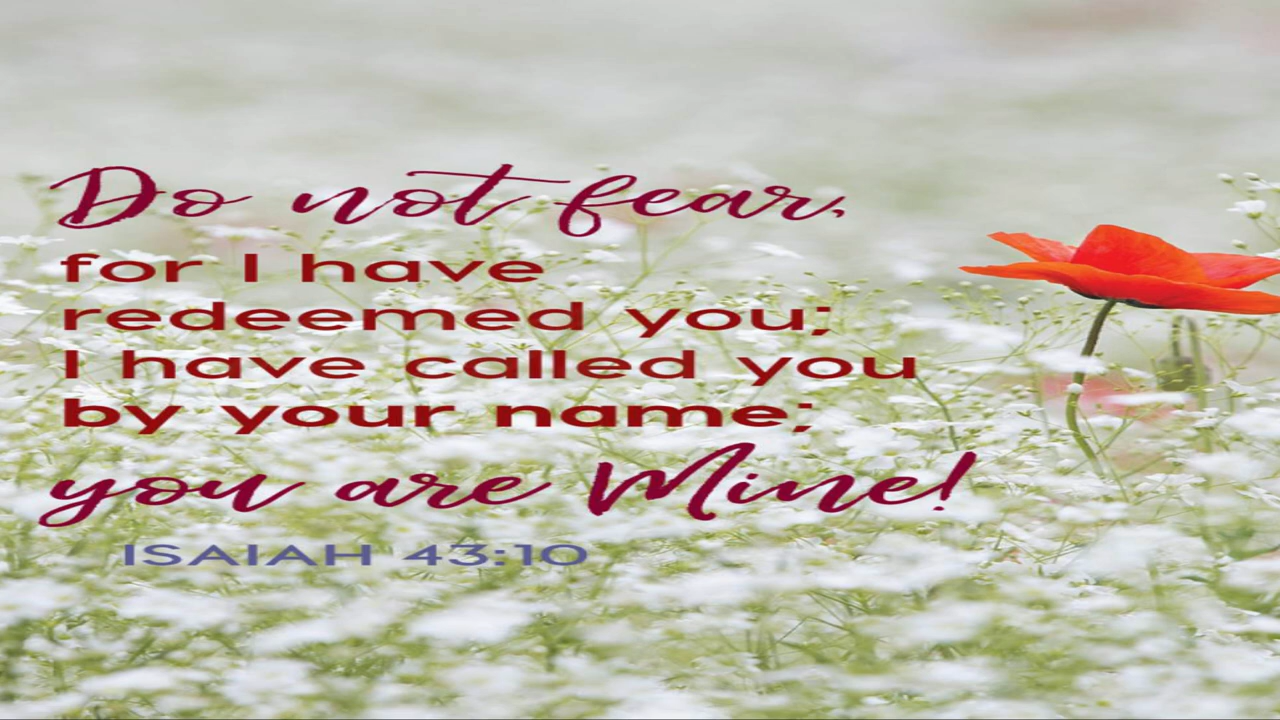 Do not fear,
for I have
redeemed you;
I have called you
by your name;
you are Mine!
ISAIAH 43:10